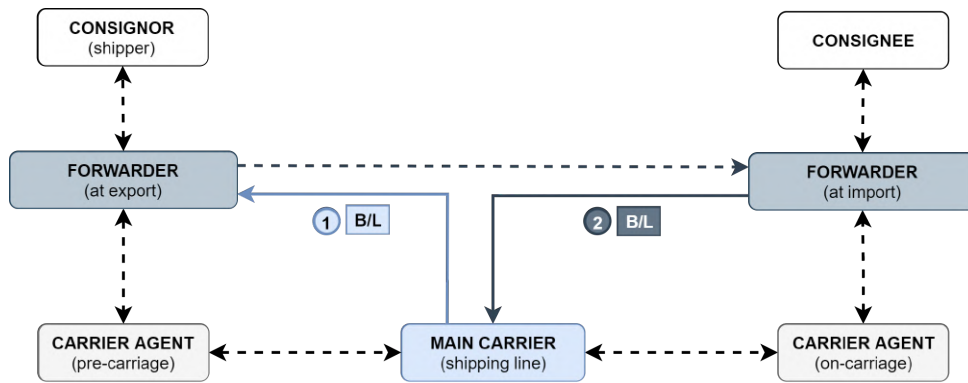 CONSIGNOR
(shipper)
CONSIGNEE
FORWARDER
(at export)
FORWARDER
(at import)
1 B/L
2 B/L
CARRIER AGENT
(pre-carriage)
MAIN CARRIER
(shipping line)
CARRIER AGENT
(on-carriage)